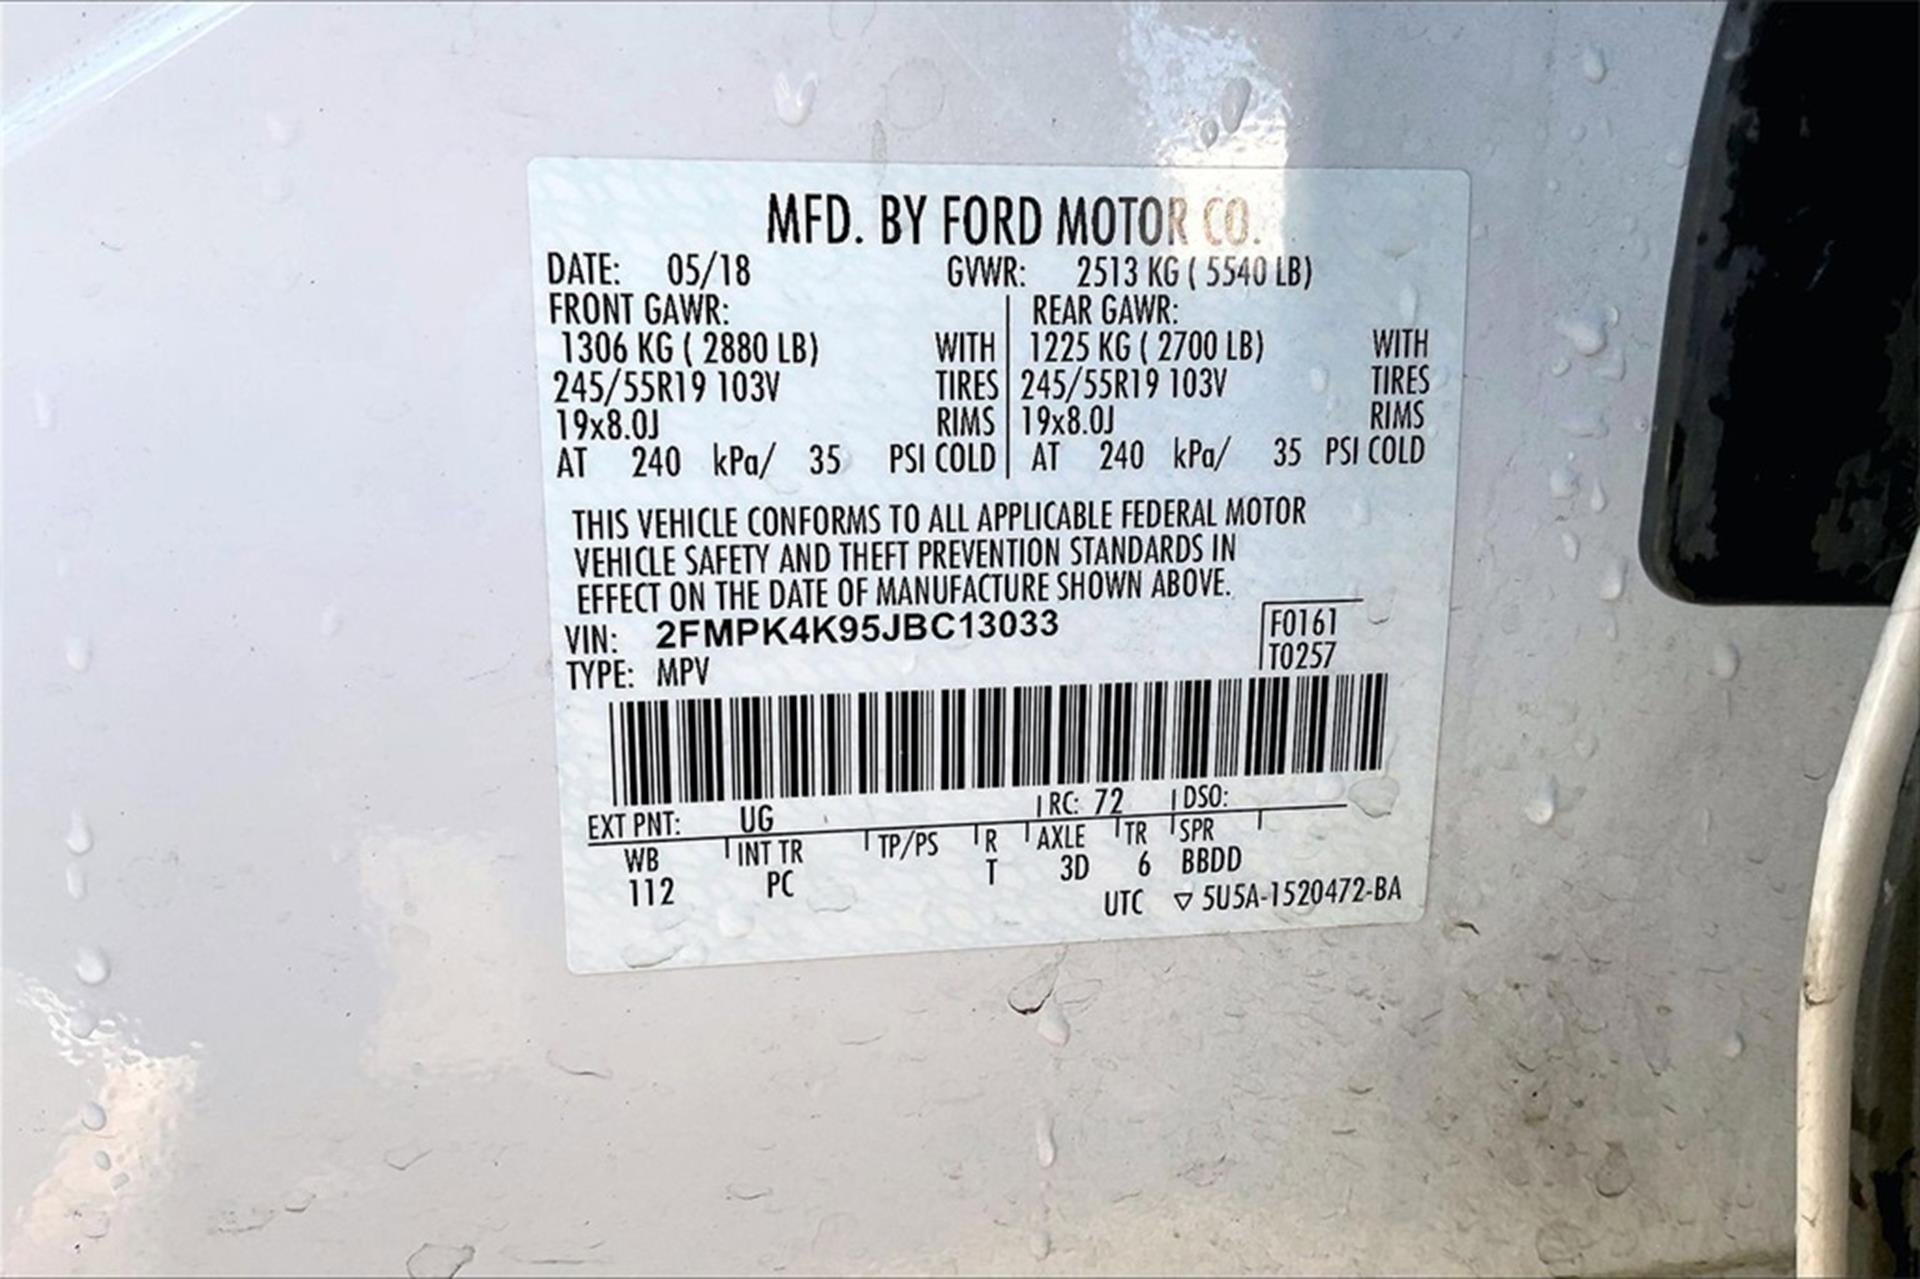 MFD. BY FORD MOTOR CO.
DATE: 05/18 GVWR: 2513 KG ( 5540 LB)
FRONT GAWR: REAR GAWR:
1306 KG ( 2880 LB) WITH 1225 KG ( 2700 LB) WITH
245/55R19 103V TIRES 245/55R19 103V TIRES
19x8.0J RIMS 19x8.0J RIMS
AT 240 kPa/ 35 PSI COLD AT 240 kPa/ 35 PSI COLD
THIS VEHICLE CONFORMS TO ALL APPLICABLE FEDERAL MOTOR
VEHICLE SAFETY AND THEFT PREVENTION STANDARDS IN
EFFECT ON THE DATE OF MANUFACTURE SHOWN ABOVE.
VIN: 2FMPK4K95JBC13033 F0161
TYPE: MPV T0257
EXT PNT: UG RC: 72 DSO:
WB INT TR TP/PS R AXLE TR SPR
112 PC T 3D 6 BBDD
UTC ▽ 5U5A-1520472-BA